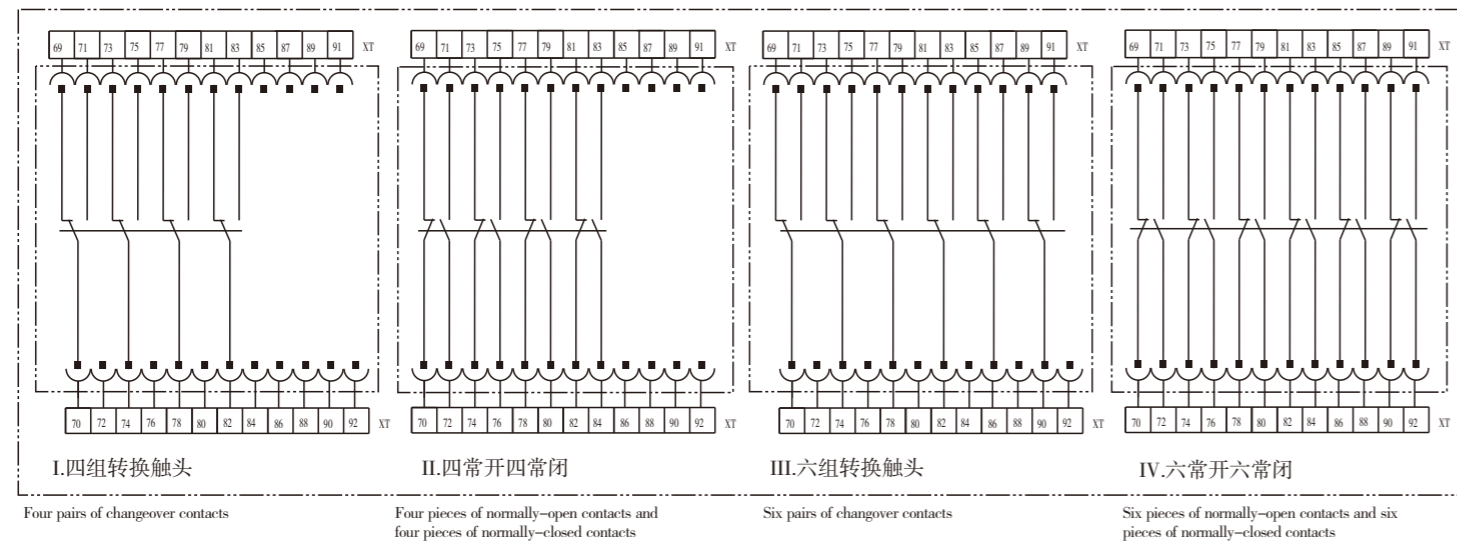 69 71 73 75 77 79 81 83 85 87 89 91 XT
69 71 73 75 77 79 81 83 85 87 89 91 XT
69 71 73 75 77 79 81 83 85 87 89 91 XT
69 71 73 75 77 79 81 83 85 87 89 91 XT
70 72 74 76 78 80 82 84 86 88 90 92 XT
70 72 74 76 78 80 82 84 86 88 90 92 XT
70 72 74 76 78 80 82 84 86 88 90 92 XT
70 72 74 76 78 80 82 84 86 88 90 92 XT
I.四组转换触头
II.四常开四常闭
III.六组转换触头
IV.六常开六常闭
Four pairs of changeover contacts
Four pieces of normally-open contacts and
four pieces of normally-closed contacts
Six pairs of changeover contacts
Six pieces of normally-open contacts and six
pieces of normally-closed contacts